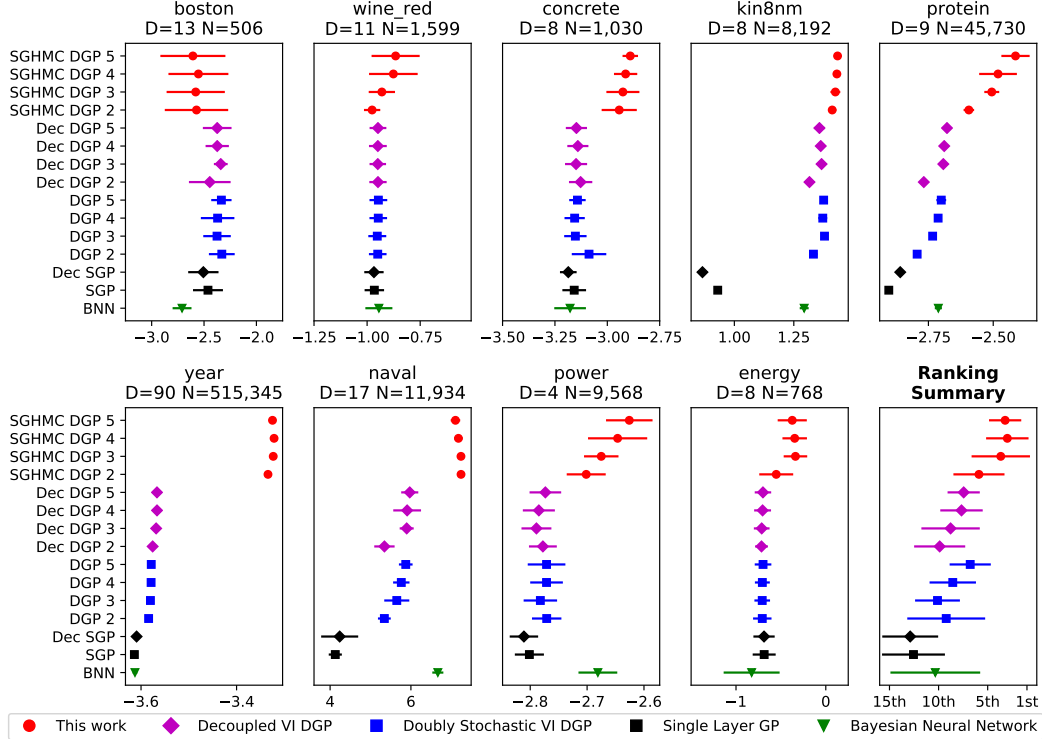 boston wine_red concrete kin8nm protein
D=13 N=506 D=11 N=1,599 D=8 N=1,030 D=8 N=8,192 D=9 N=45,730
SGHMC DGP 5
SGHMC DGP 4
SGHMC DGP 3
SGHMC DGP 2
Dec DGP 5
Dec DGP 4
Dec DGP 3
Dec DGP 2
DGP 5
DGP 4
DGP 3
DGP 2
Dec SGP
SGP
BNN
−3.0 −2.5 −2.0 −1.25 −1.00 −0.75 −3.50 −3.25 −3.00 −2.75 1.00 1.25 −2.75 −2.50
year naval power energy Ranking
D=90 N=515,345 D=17 N=11,934 D=4 N=9,568 D=8 N=768 Summary
SGHMC DGP 5
SGHMC DGP 4
SGHMC DGP 3
SGHMC DGP 2
Dec DGP 5
Dec DGP 4
Dec DGP 3
Dec DGP 2
DGP 5
DGP 4
DGP 3
DGP 2
Dec SGP
SGP
BNN
−3.6 −3.4 4 6 −2.8 −2.7 −2.6 −1 0 15th 10th 5th 1st
This work Decoupled VI DGP Doubly Stochastic VI DGP Single Layer GP Bayesian Neural Network